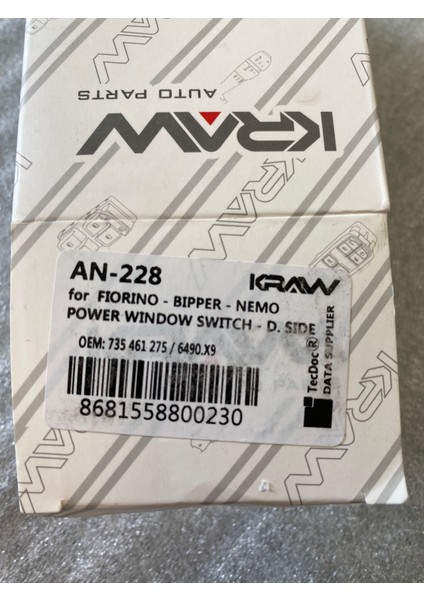 KRAW
AUTO PARTS
AN-228
KRAW
for FIORINO - BIPPER - NEMO
POWER WINDOW SWITCH - D. SIDE
OEM: 735 461 275 / 6490.X9
8681558800230
TecDoc®
DATA SUPPLIER